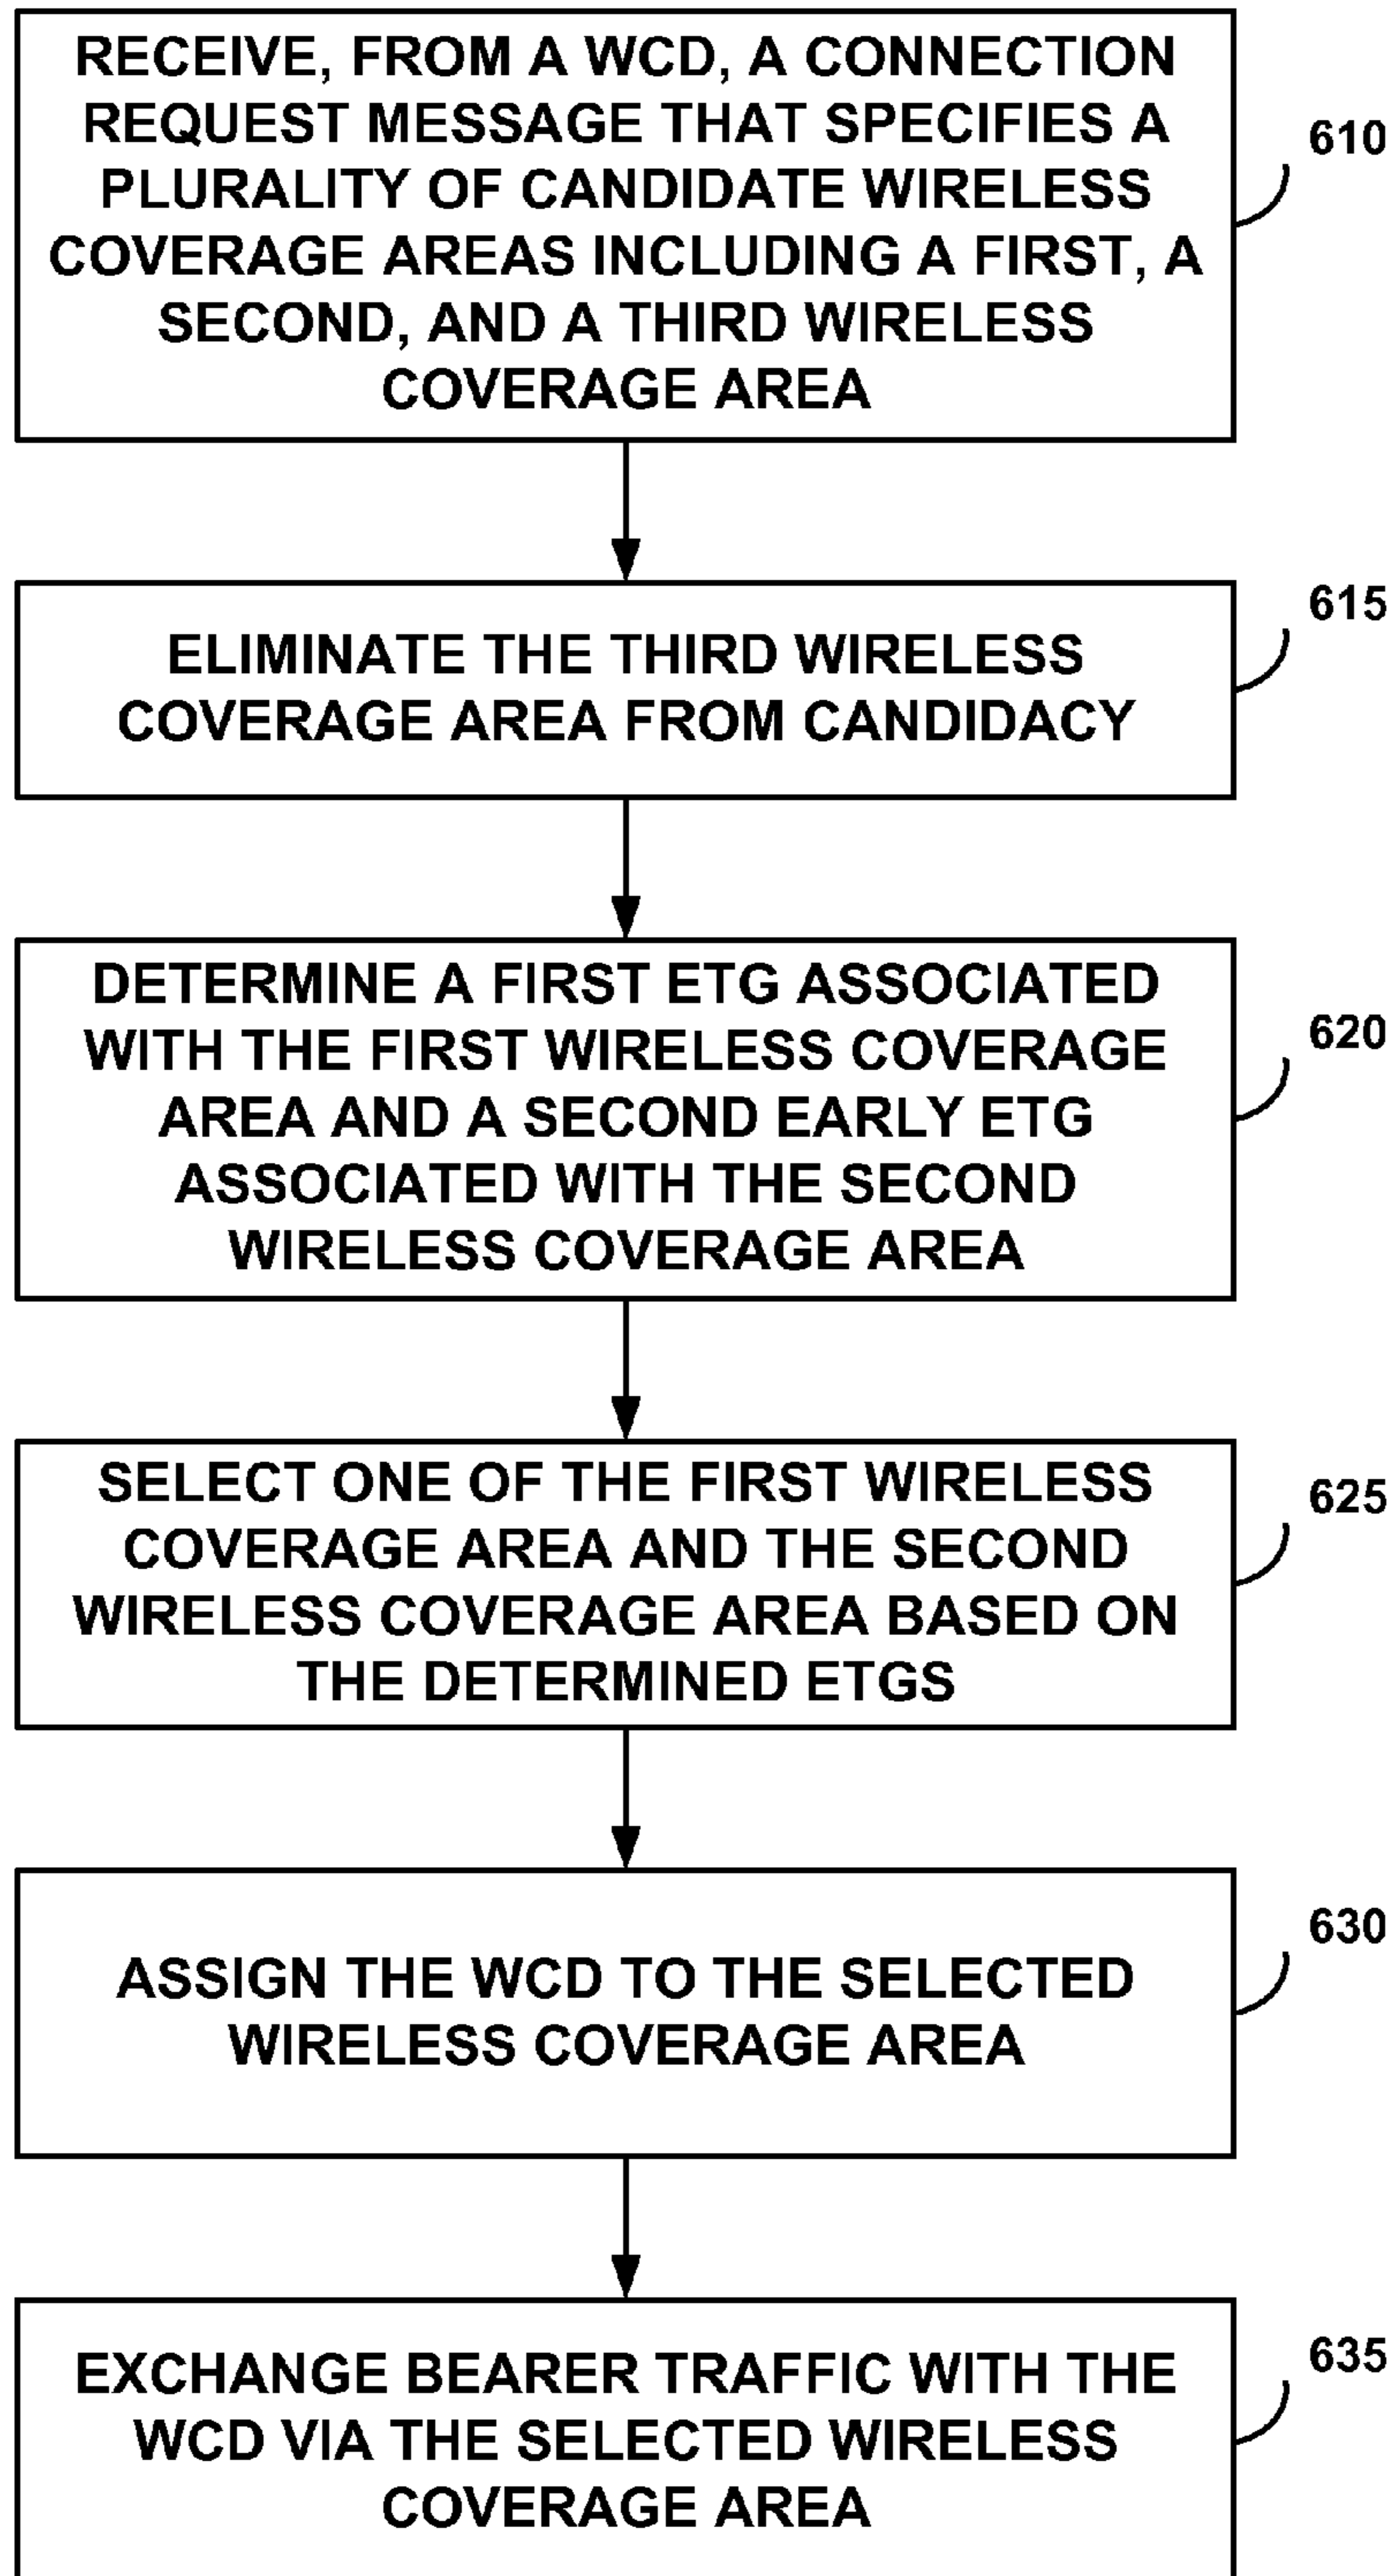 RECEIVE, FROM A WCD, A CONNECTION
REQUEST MESSAGE THAT SPECIFIES A
PLURALITY OF CANDIDATE WIRELESS
COVERAGE AREAS INCLUDING A FIRST, A
SECOND, AND A THIRD WIRELESS
COVERAGE AREA
610
ELIMINATE THE THIRD WIRELESS
COVERAGE AREA FROM CANDIDACY
615
DETERMINE A FIRST ETG ASSOCIATED
WITH THE FIRST WIRELESS COVERAGE
AREA AND A SECOND EARLY ETG
ASSOCIATED WITH THE SECOND
WIRELESS COVERAGE AREA
620
SELECT ONE OF THE FIRST WIRELESS
COVERAGE AREA AND THE SECOND
WIRELESS COVERAGE AREA BASED ON
THE DETERMINED ETGS
625
ASSIGN THE WCD TO THE SELECTED
WIRELESS COVERAGE AREA
630
EXCHANGE BEARER TRAFFIC WITH THE
WCD VIA THE SELECTED WIRELESS
COVERAGE AREA
635